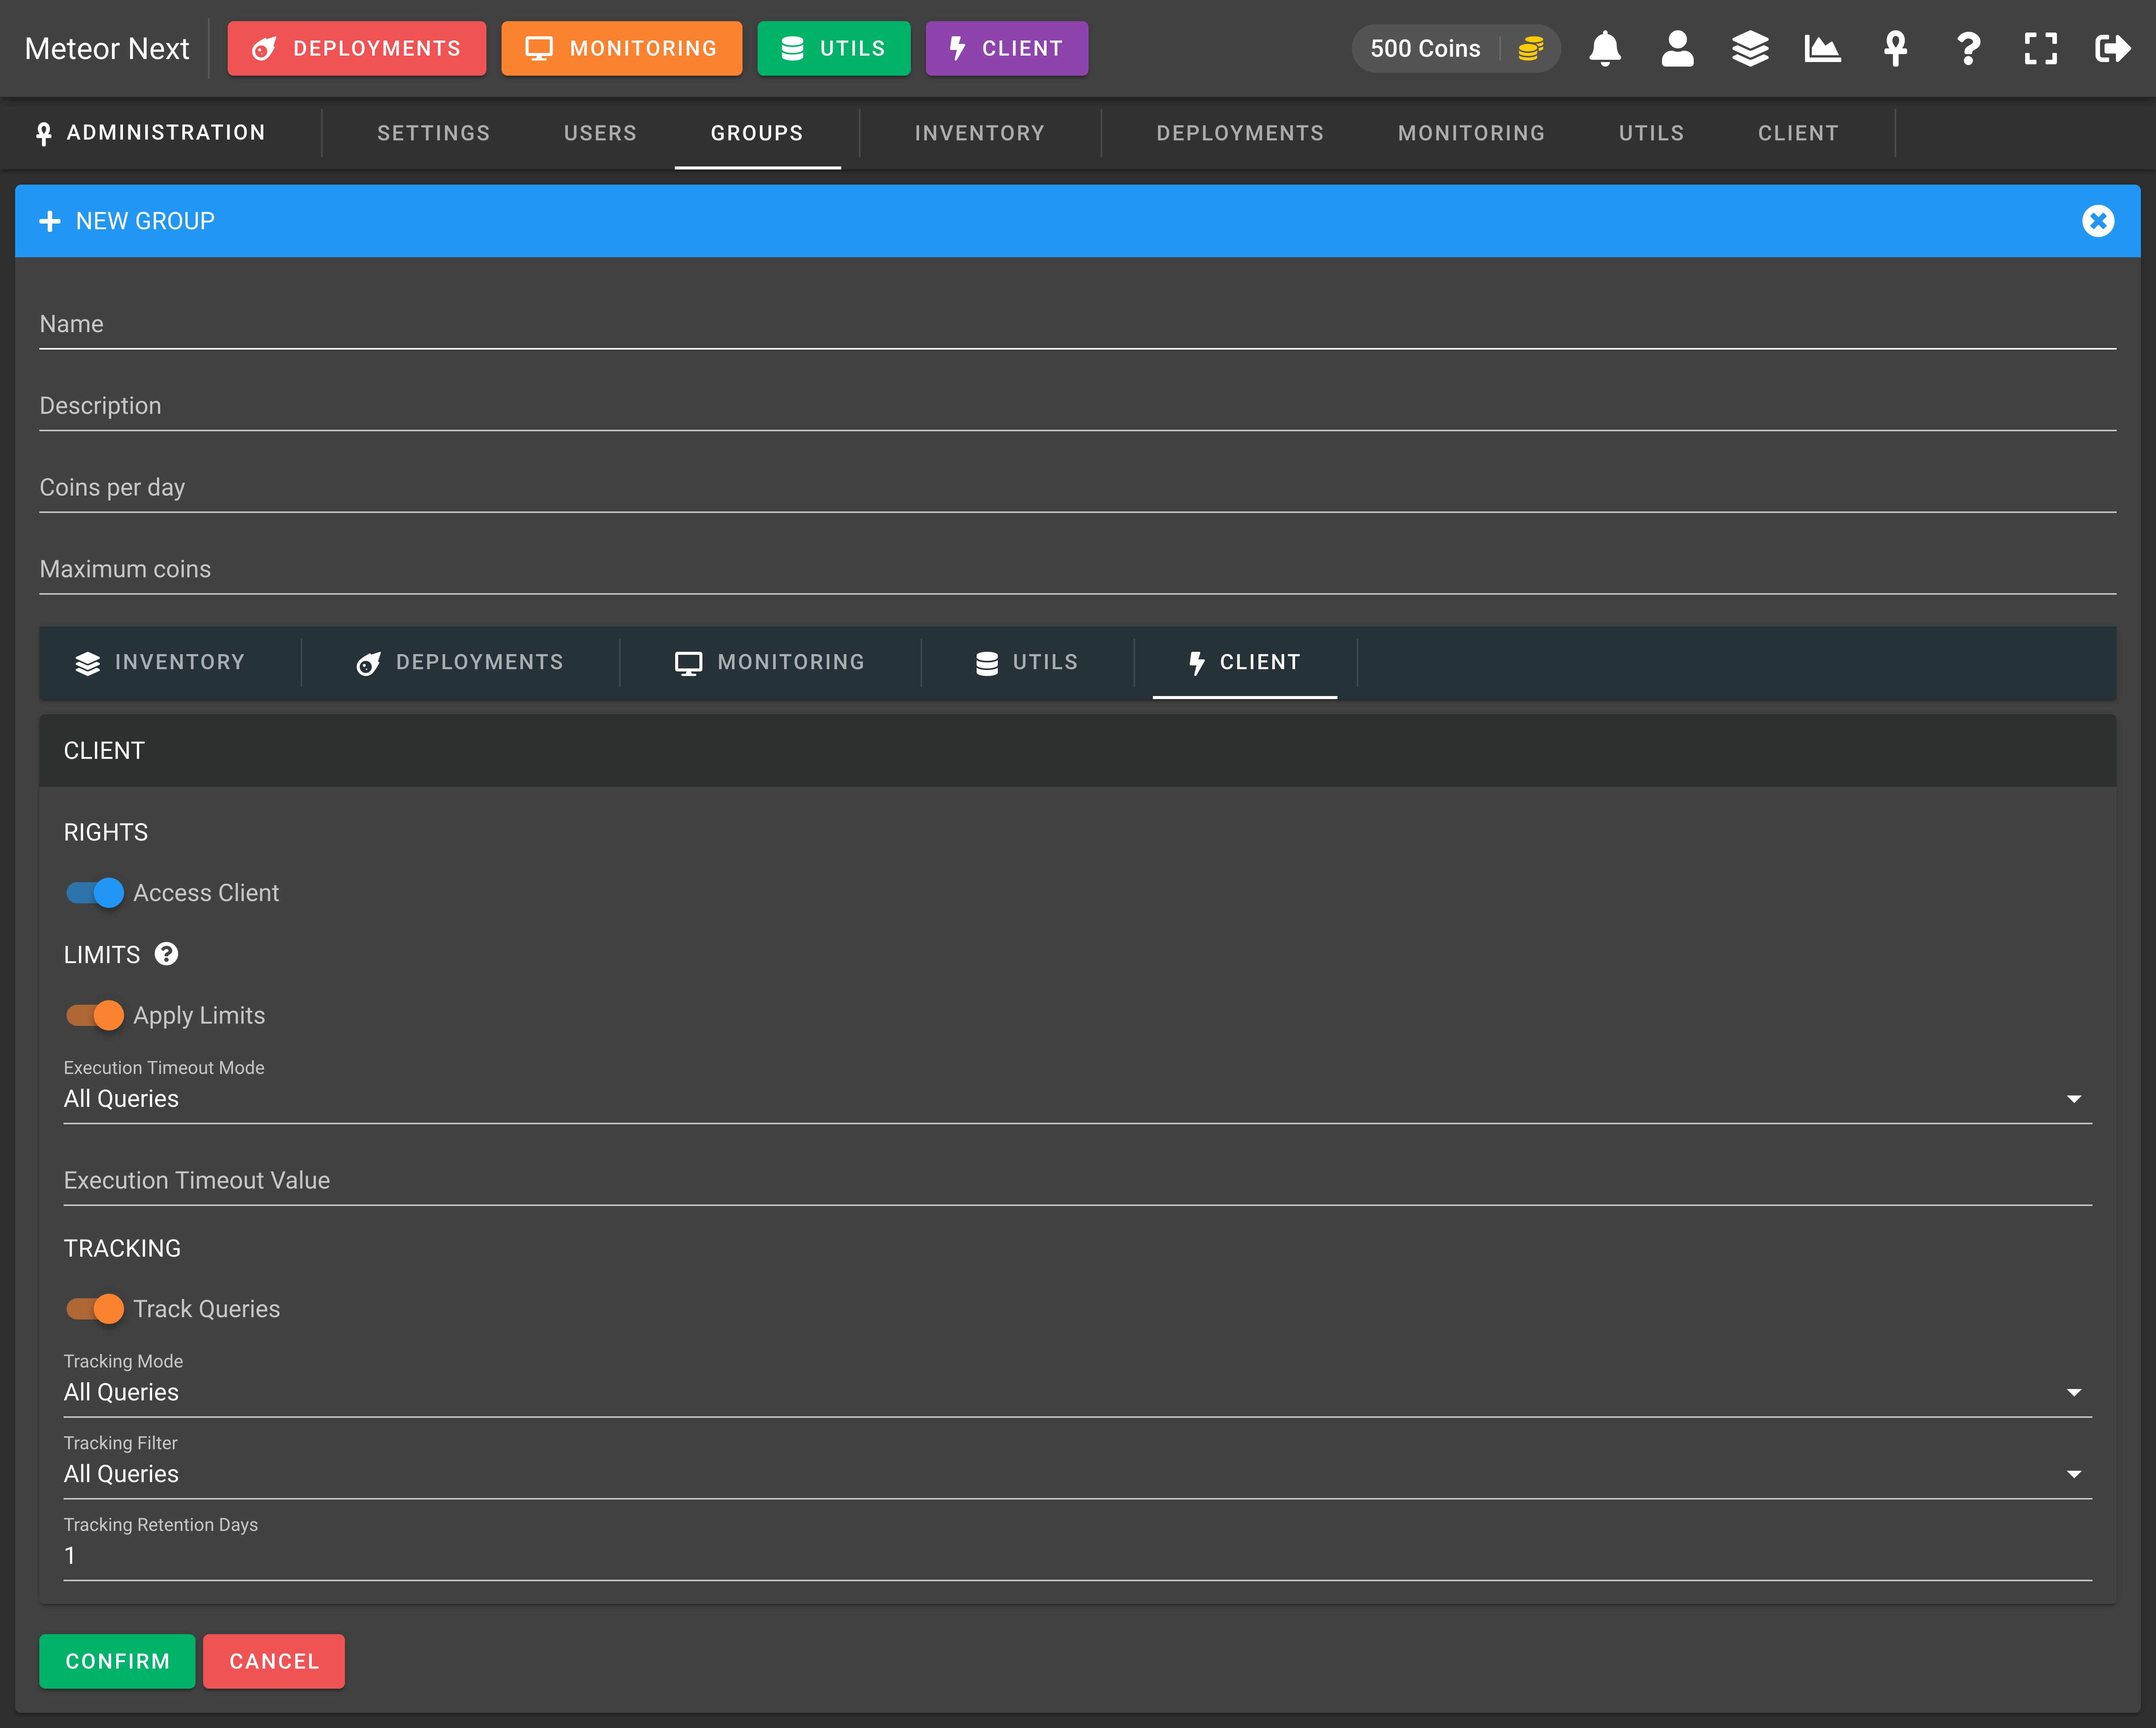 Meteor Next DEPLOYMENTS MONITORING UTILS CLIENT 500 Coins
ADMINISTRATION SETTINGS USERS GROUPS INVENTORY DEPLOYMENTS MONITORING UTILS CLIENT
NEW GROUP
Name
Description
Coins per day
Maximum coins
INVENTORY DEPLOYMENTS MONITORING UTILS CLIENT
CLIENT
RIGHTS
Access Client
LIMITS
Apply Limits
Execution Timeout Mode
All Queries
Execution Timeout Value
TRACKING
Track Queries
Tracking Mode
All Queries
Tracking Filter
All Queries
Tracking Retention Days
1
CONFIRM CANCEL